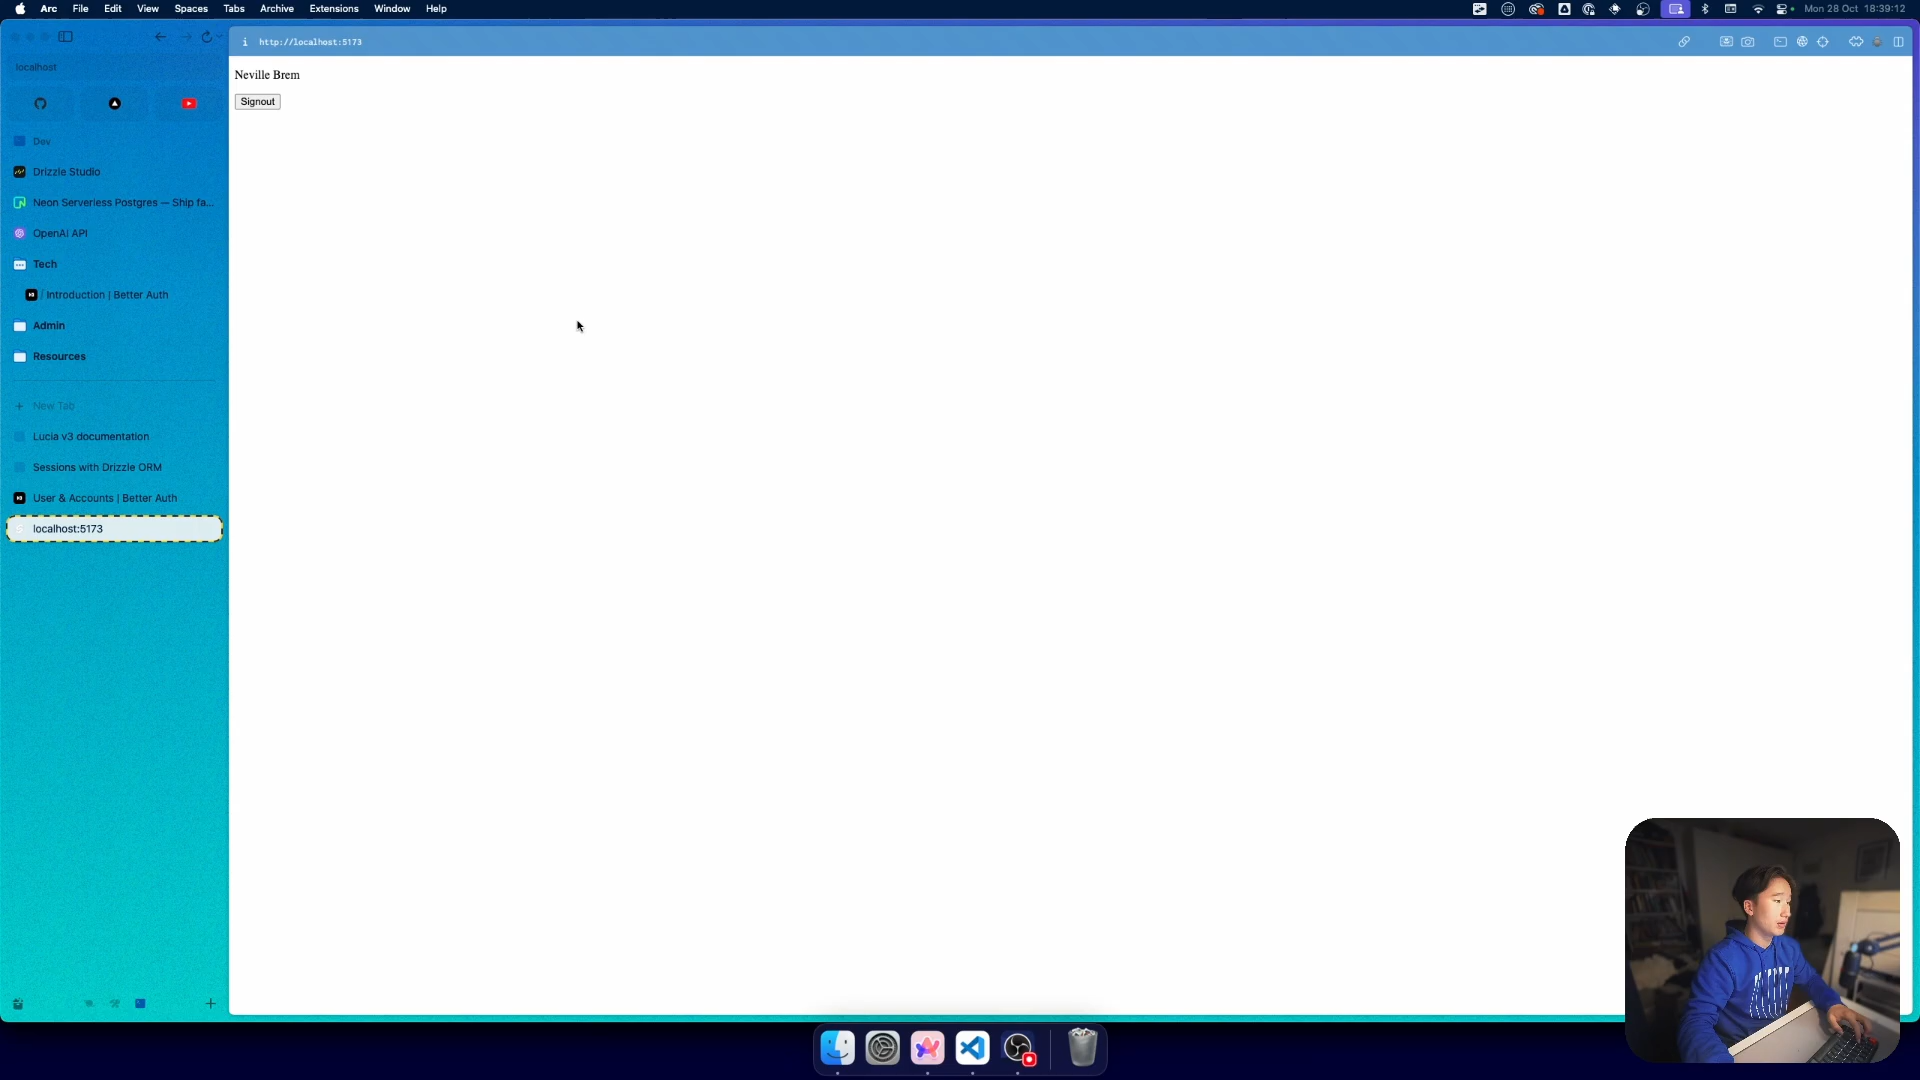 Arc File Edit View Spaces Tabs Archive Extensions Window Help
Mon 28 Oct 18:39:12
localhost
Dev
Drizzle Studio
Neon Serverless Postgres — Ship fa...
OpenAI API
Tech
/ Introduction | Better Auth
Admin
Resources
+ New Tab
Lucia v3 documentation
Sessions with Drizzle ORM
User & Accounts | Better Auth
localhost:5173
http://localhost:5173
Neville Brem
Signout